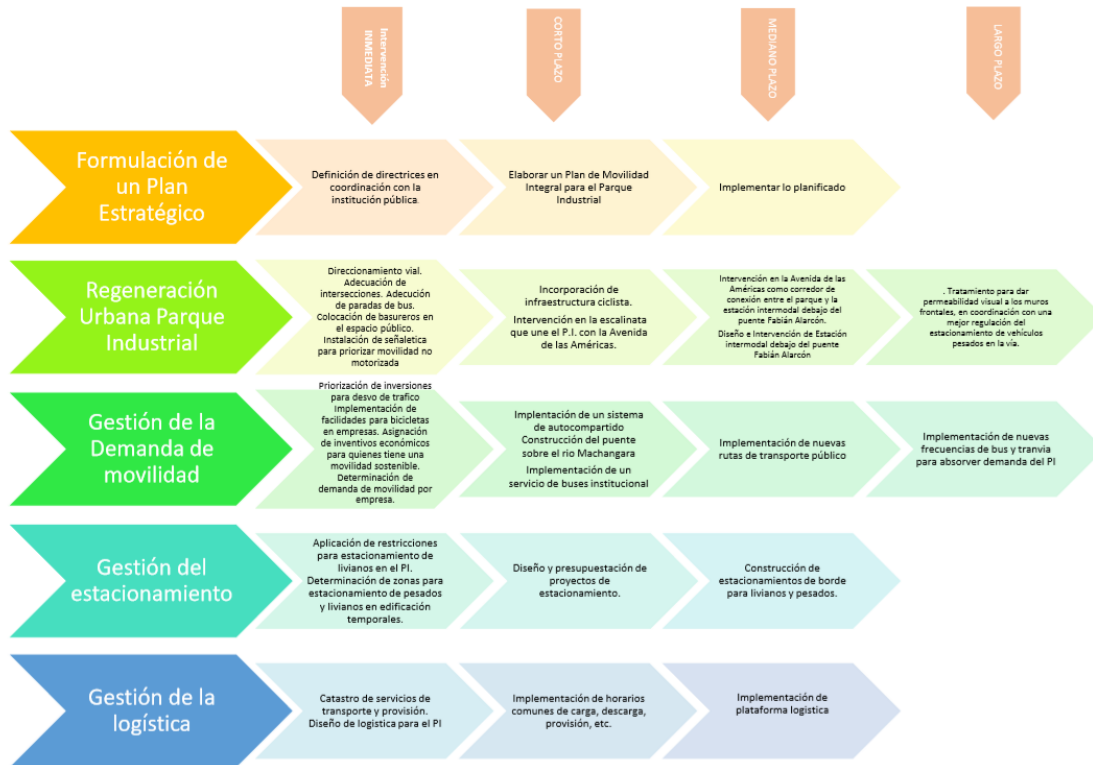 Intervención
INMEDIATA
CORTO PLAZO
MEDIANO PLAZO
LARGO PLAZO
Formulación de
un Plan
Estratégico
Definición de directrices en
coordinación con la
institución pública.
Elaborar un Plan de Movilidad
Integral para el Parque
Industrial
Implementar lo planificado
Regeneración
Urbana Parque
Industrial
Direccionamiento vial.
Adecuación de
intersecciones. Adecución
de paradas de bus.
Colocación de basureros en
el espacio público.
Instalación de señaletica
para priorizar movilidad no
motorizada
Incorporación de
infraestructura ciclista.
Intervención en la escalinata
que une el P.I. con la Avenida
de las Américas.
Intervención en la Avenida de las
Américas como corredor de
conexión entre el parque y la
estación intermodal debajo del
puente Fabián Alarcón.
Diseño e Intervención de Estación
intermodal debajo del puente
Fabián Alarcón
. Tratamiento para dar
permeabilidad visual a los muros
frontales, en coordinación con una
mejor regulación del
estacionamiento de vehículos
pesados en la vía.
Gestión de la
Demanda de
movilidad
Priorización de inversiones
para desvo de trafico
Implementación de
facilidades para bicicletas
en empresas. Asignación
de inventivos económicos
para quienes tiene una
movilidad sostenible.
Determinación de
demanda de movilidad por
empresa.
Implentación de un sistema
de autocompartido
Construcción del puente
sobre el rio Machangara
Implementación de un
servicio de buses institucional
Implementación de nuevas
rutas de transporte público
Implementación de nuevas
frecuencias de bus y tranvia
para absorver demanda del PI
Gestión del
estacionamiento
Aplicación de restricciones
para estacionamiento de
livianos en el PI.
Determinación de zonas para
estacionamiento de pesados
y livianos en edificación
temporales.
Diseño y presupuestación de
proyectos de
estacionamiento.
Construcción de
estacionamientos de borde
para livianos y pesados.
Gestión de la
logística
Catastro de servicios de
transporte y provisión.
Diseño de logistica para el PI
Implementación de horarios
comunes de carga, descarga,
provisión, etc.
Implementación de
plataforma logistica